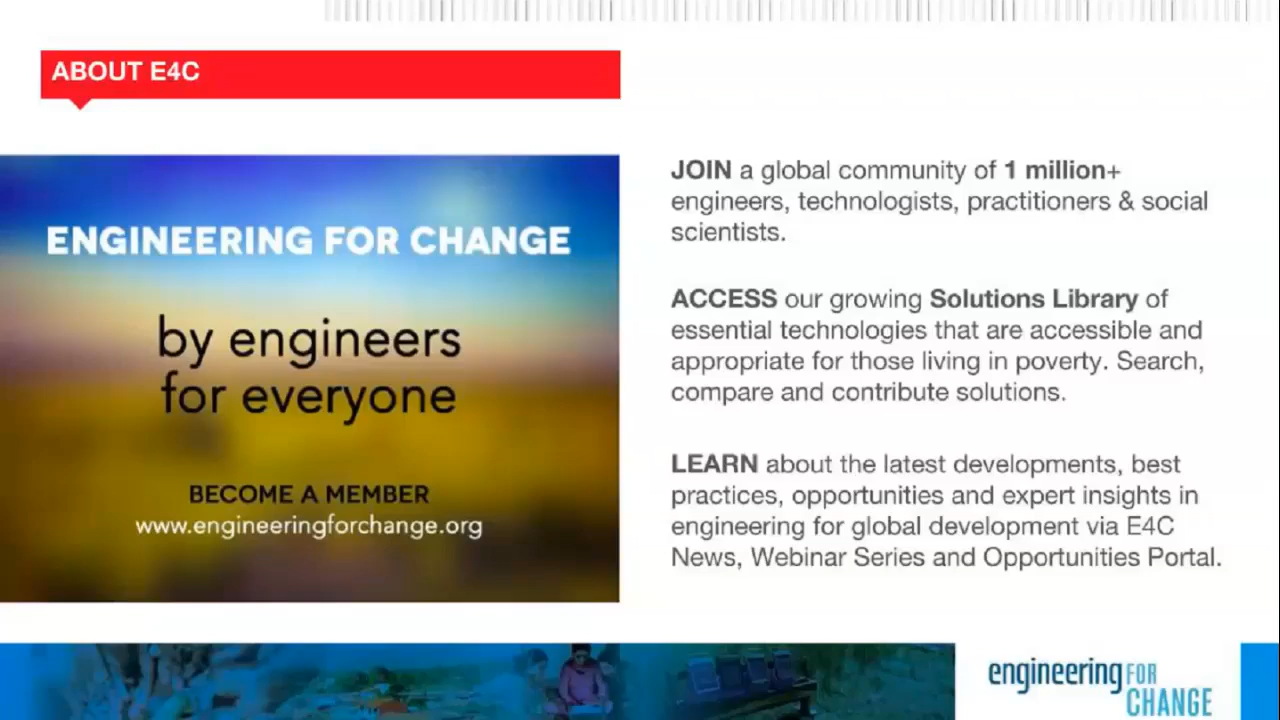 ABOUT E4C
ENGINEERING FOR CHANGE
by engineers
for everyone
BECOME A MEMBER
www.engineeringforchange.org
JOIN a global community of 1 million+
engineers, technologists, practitioners & social
scientists.
ACCESS our growing Solutions Library of
essential technologies that are accessible and
appropriate for those living in poverty. Search,
compare and contribute solutions.
LEARN about the latest developments, best
practices, opportunities and expert insights in
engineering for global development via E4C
News, Webinar Series and Opportunities Portal.
engineering FOR
CHANGE